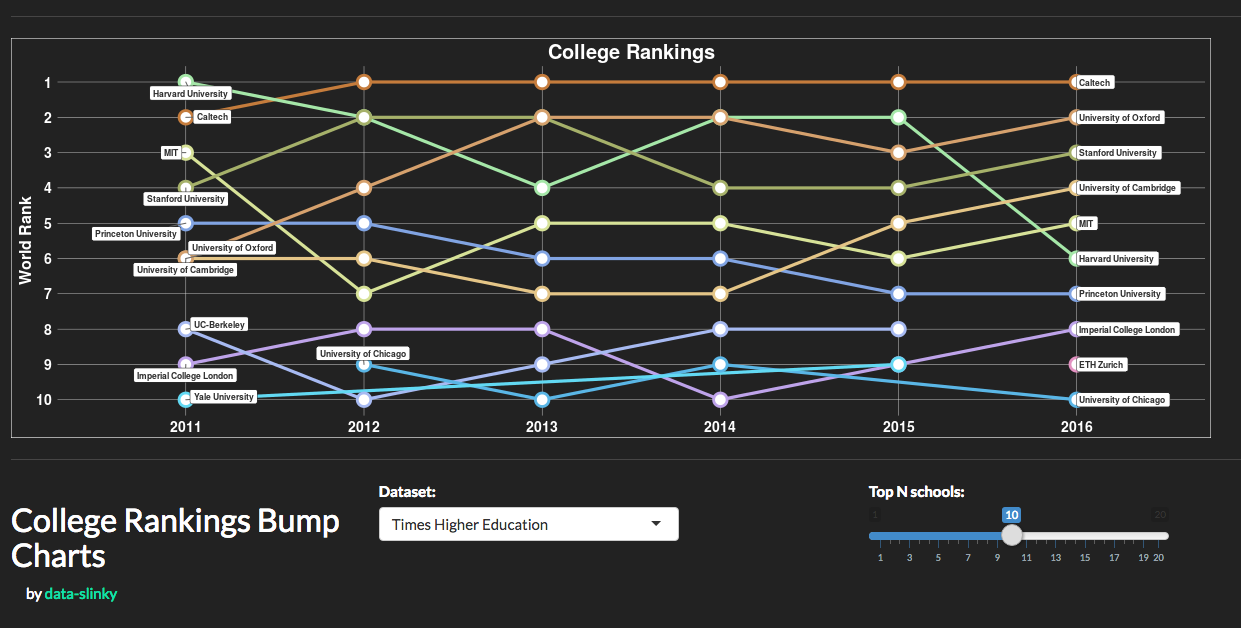 College Rankings
1
Harvard University
Caltech
2
Caltech
University of Oxford
3
MIT
Stanford University
4
Stanford University
University of Cambridge
5
Princeton University
MIT
University of Oxford
6
University of Cambridge
Harvard University
7
Princeton University
8
UC-Berkeley
Imperial College London
University of Chicago
9
Imperial College London
ETH Zurich
10
Yale University
University of Chicago
World Rank
2011 2012 2013 2014 2015 2016
College Rankings Bump
Charts
by data-slinky
Dataset:
Times Higher Education
Top N schools:
1 10 20
1 3 5 7 9 11 13 15 17 19 20